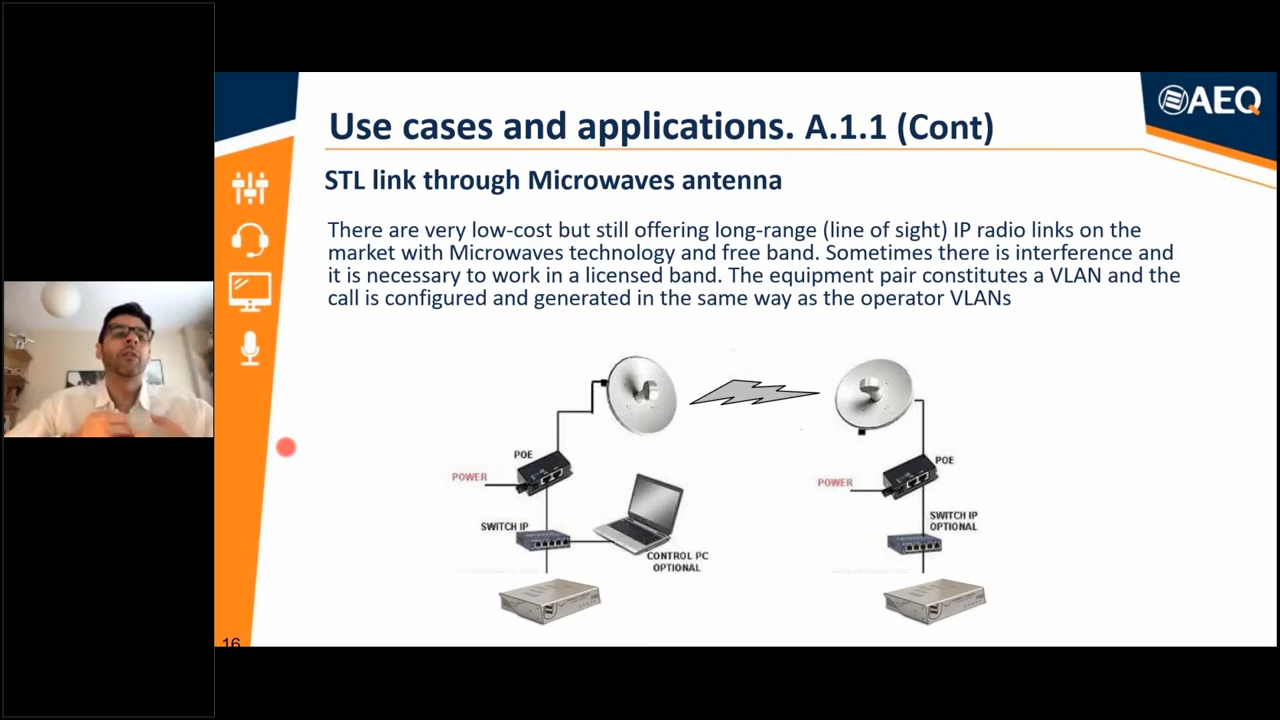 AEQ
Use cases and applications. A.1.1 (Cont)
STL link through Microwaves antenna
There are very low-cost but still offering long-range (line of sight) IP radio links on the
market with Microwaves technology and free band. Sometimes there is interference and
it is necessary to work in a licensed band. The equipment pair constitutes a VLAN and the
call is configured and generated in the same way as the operator VLANs
POE
POWER
SWITCH IP
CONTROL PC
OPTIONAL
POE
POWER
SWITCH IP
OPTIONAL
16